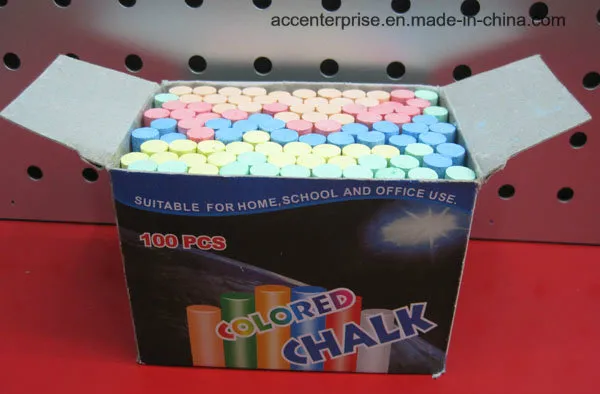 accenterprise.en.made-in-china.com
SUITABLE FOR HOME, SCHOOL AND OFFICE USE.
100 PCS
COLORED
CHALK